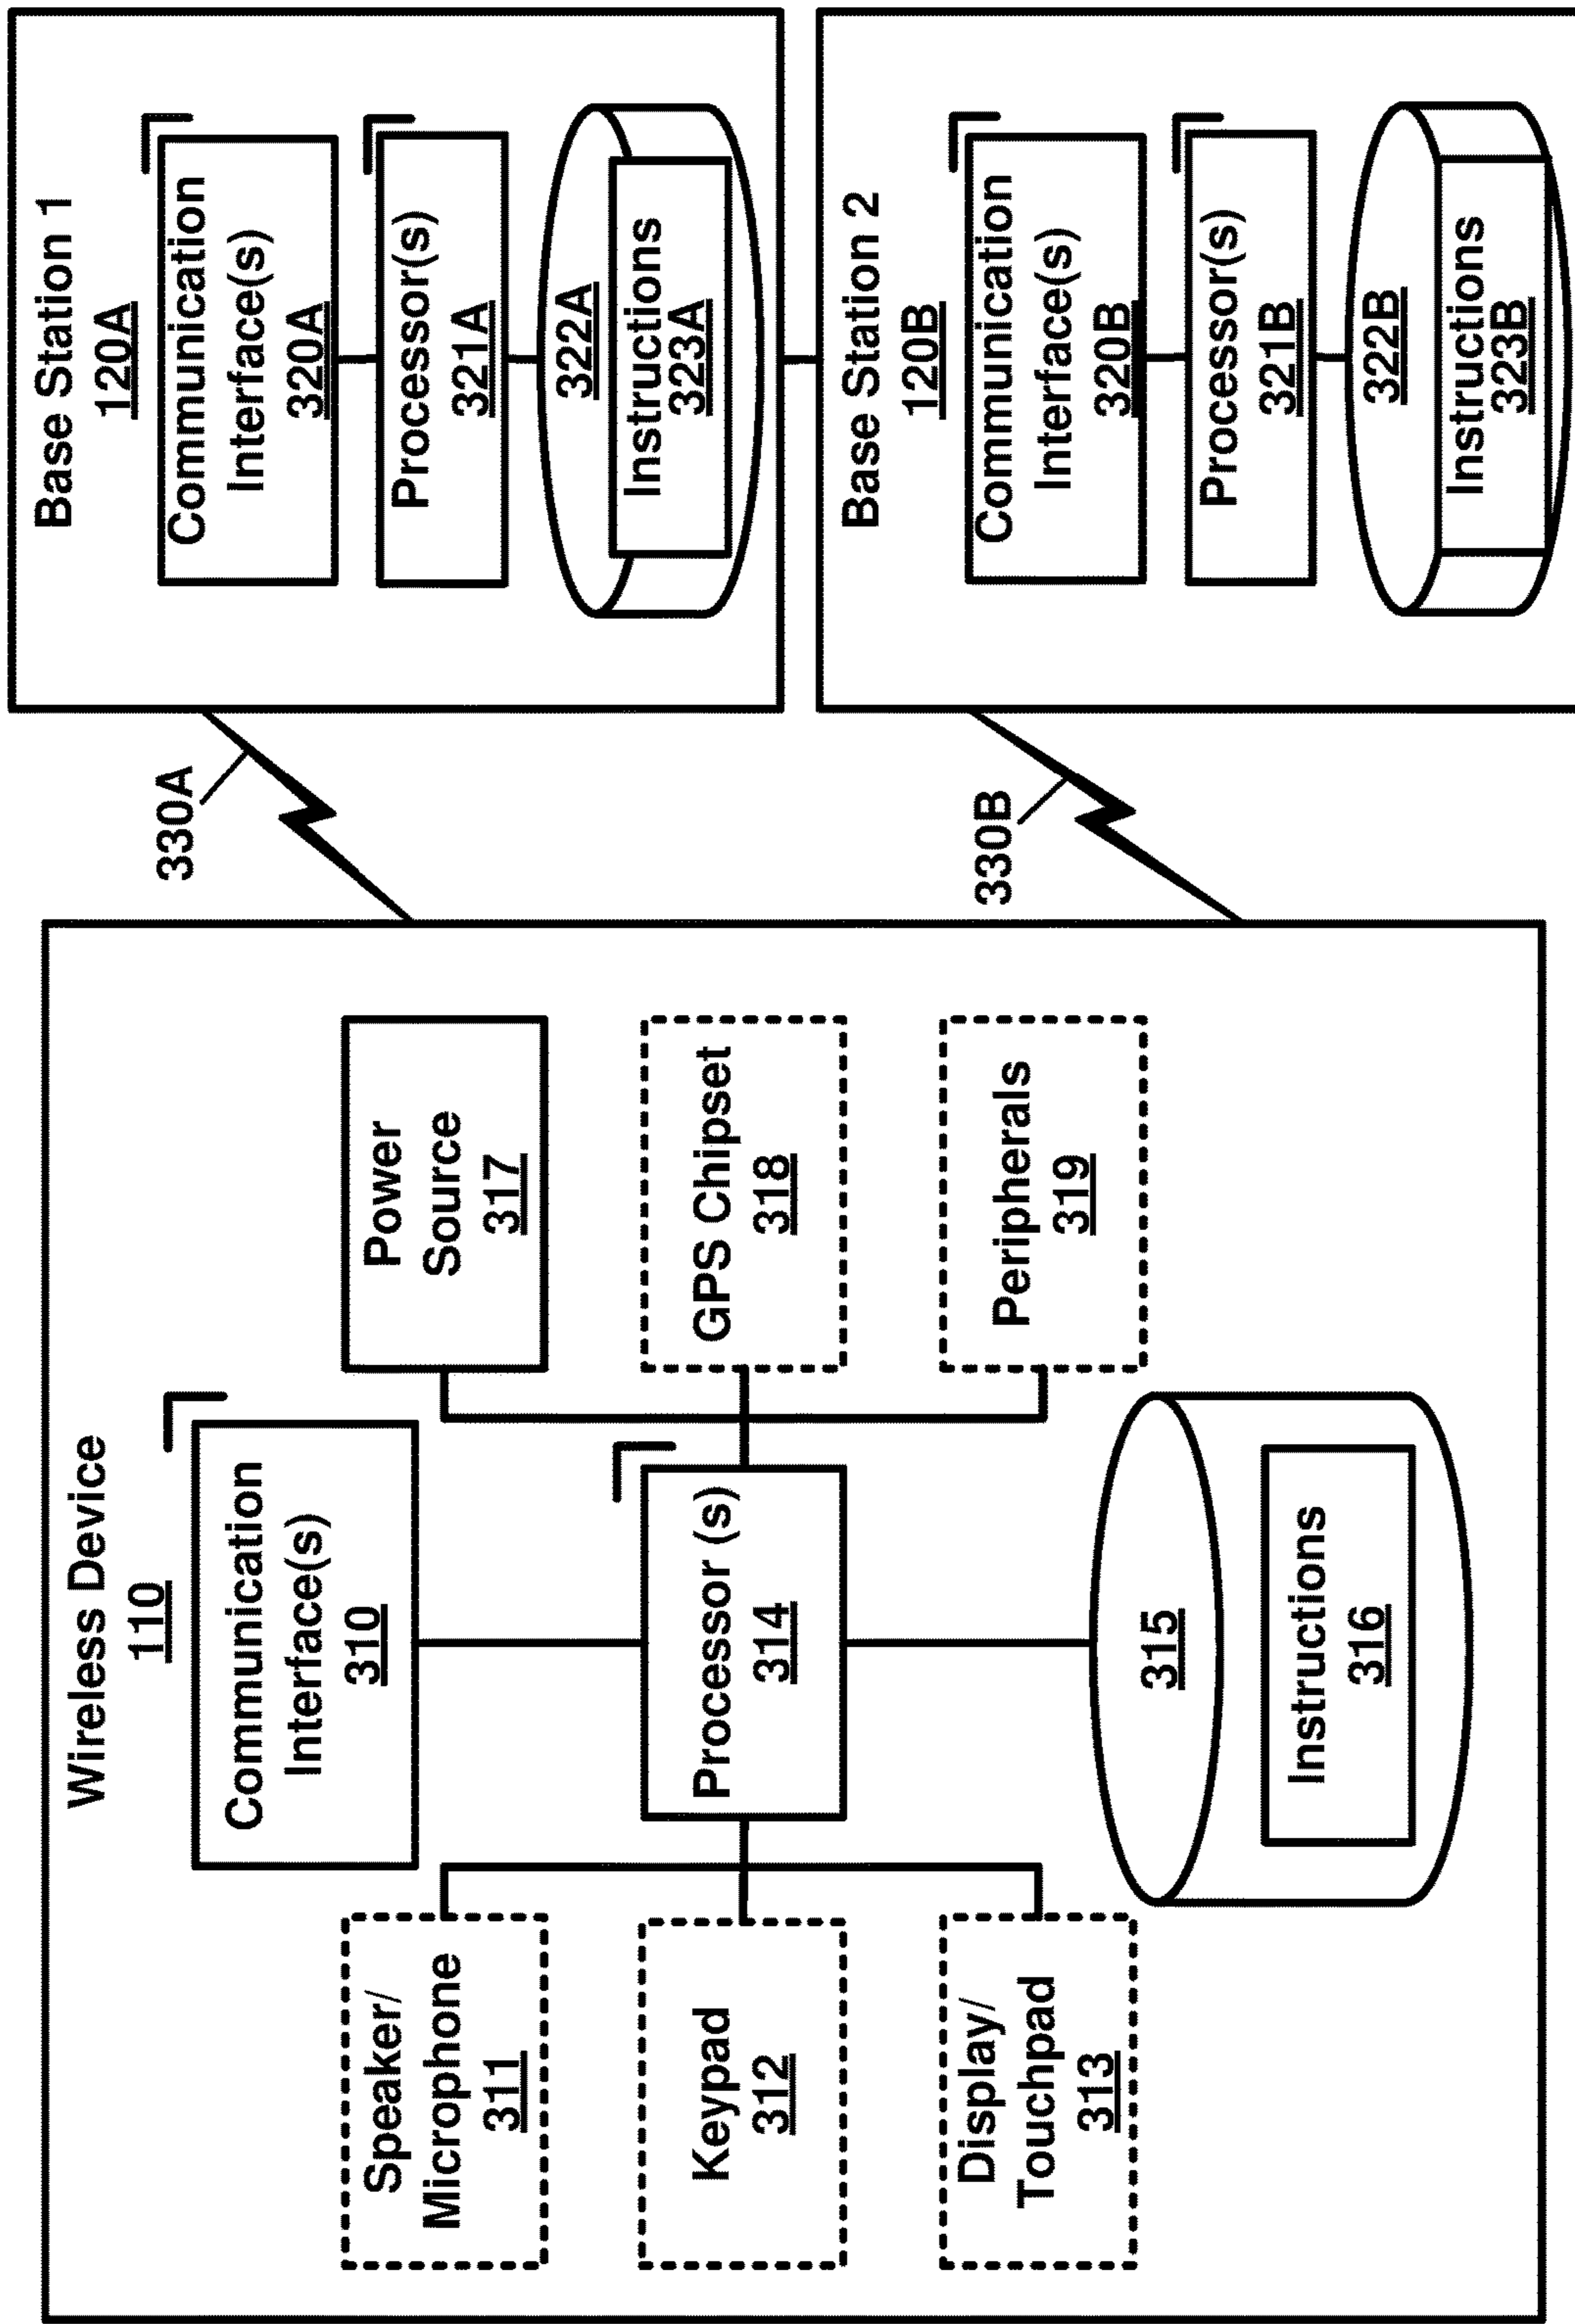 Wireless Device
110
Communication
Interface(s)
310
Speaker/
Microphone
311
Keypad
312
Display/
Touchpad
313
Processor (s)
314
315
Instructions
316
Power
Source
317
GPS Chipset
318
Peripherals
319
330A
330B
Base Station 1
120A
Communication
Interface(s)
320A
Processor(s)
321A
322A
Instructions
323A
Base Station 2
120B
Communication
Interface(s)
320B
Processor(s)
321B
322B
Instructions
323B